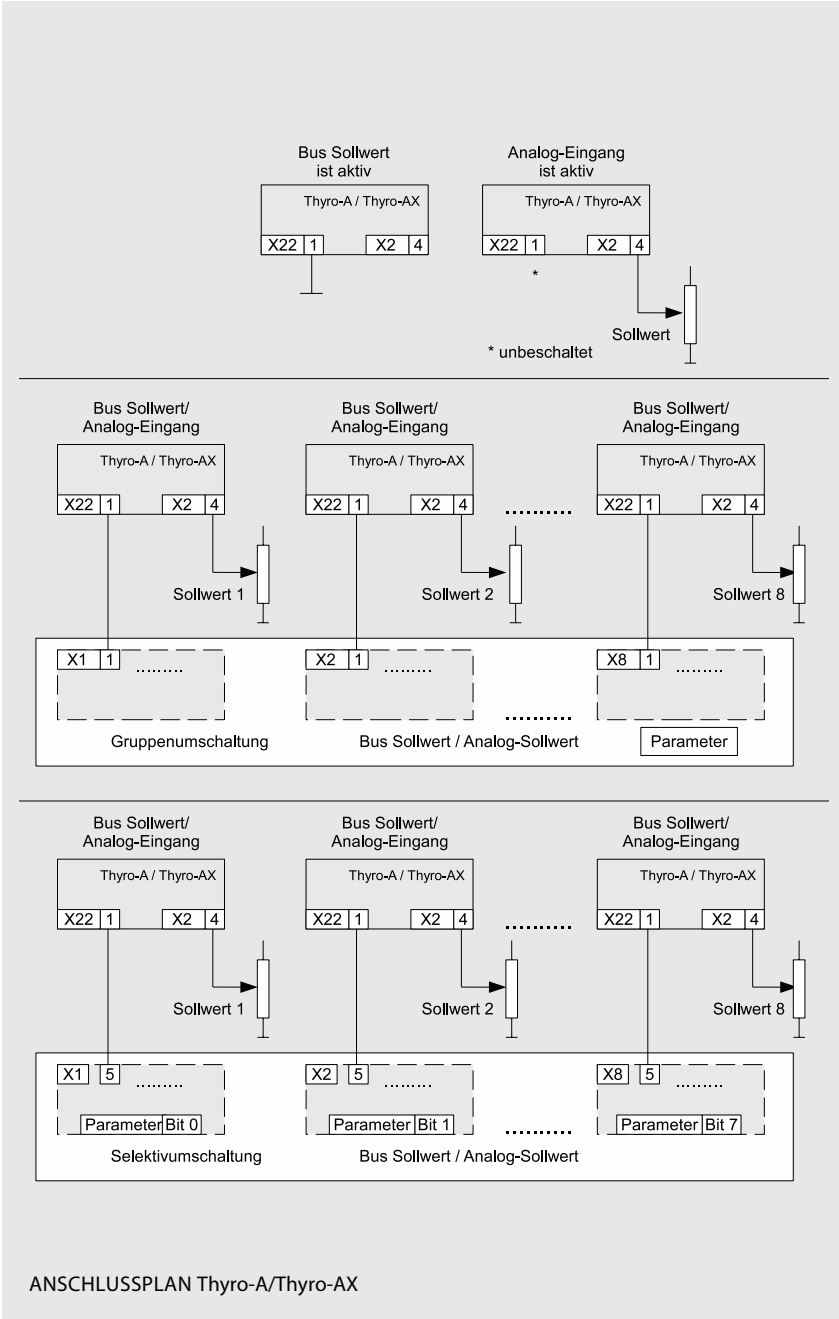 Bus Sollwert
ist aktiv
Analog-Eingang
ist aktiv
Thyro-A / Thyro-AX
Thyro-A / Thyro-AX
X22 1 X2 4
X22 1 X2 4
*
Sollwert
* unbeschaltet
Bus Sollwert/
Analog-Eingang
Bus Sollwert/
Analog-Eingang
Bus Sollwert/
Analog-Eingang
Thyro-A / Thyro-AX
Thyro-A / Thyro-AX
Thyro-A / Thyro-AX
X22 1 X2 4
X22 1 X2 4
..........
X22 1 X2 4
Sollwert 1
Sollwert 2
Sollwert 8
X1 1 .........
X2 1 .........
X8 1 .........
..........
Gruppenumschaltung
Bus Sollwert / Analog-Sollwert
Parameter
Bus Sollwert/
Analog-Eingang
Bus Sollwert/
Analog-Eingang
Bus Sollwert/
Analog-Eingang
Thyro-A / Thyro-AX
Thyro-A / Thyro-AX
Thyro-A / Thyro-AX
X22 1 X2 4
X22 1 X2 4
..........
X22 1 X2 4
Sollwert 1
Sollwert 2
Sollwert 8
X1 5 .........
X2 5 .........
X8 5 .........
Parameter Bit 0
Parameter Bit 1
..........
Parameter Bit 7
Selektivumschaltung
Bus Sollwert / Analog-Sollwert
ANSCHLUSSPLAN Thyro-A/Thyro-AX